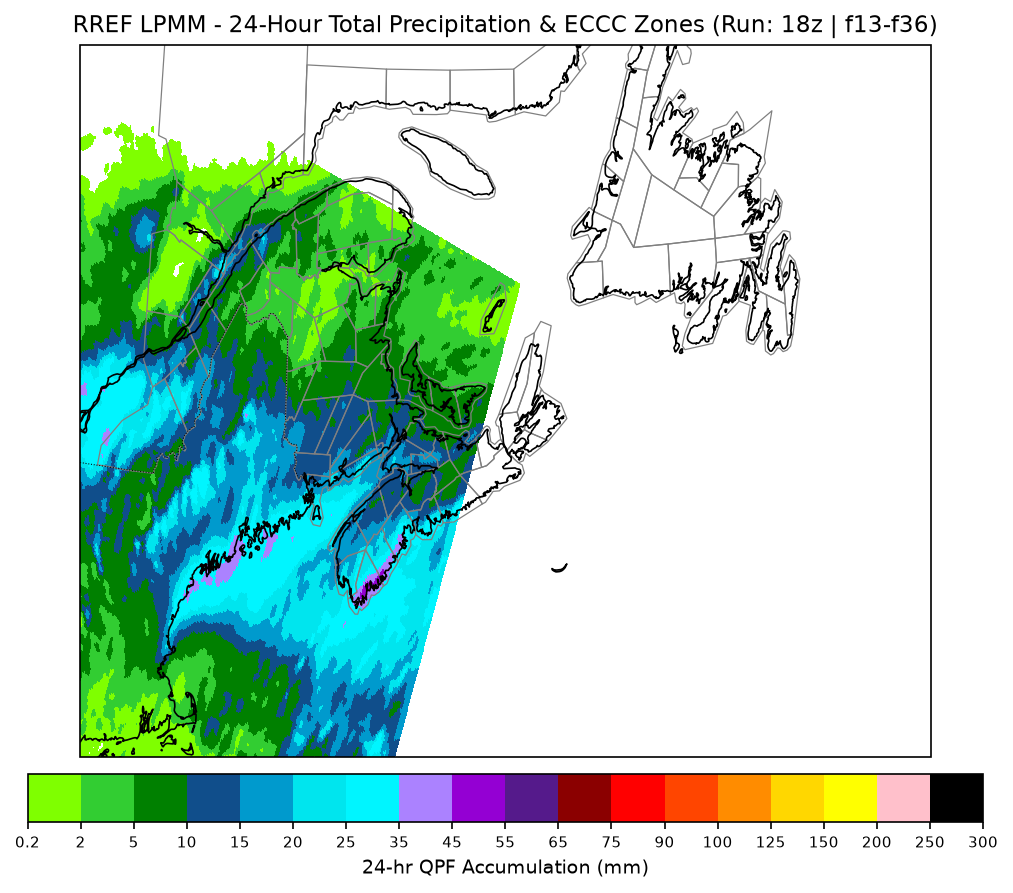 RREF LPMM - 24-Hour Total Precipitation & ECCC Zones (Run: 18z | f13-f36)
0.2 2 5 10 15 20 25 35 45 55 65 75 90 100 125 150 200 250 300
24-hr QPF Accumulation (mm)